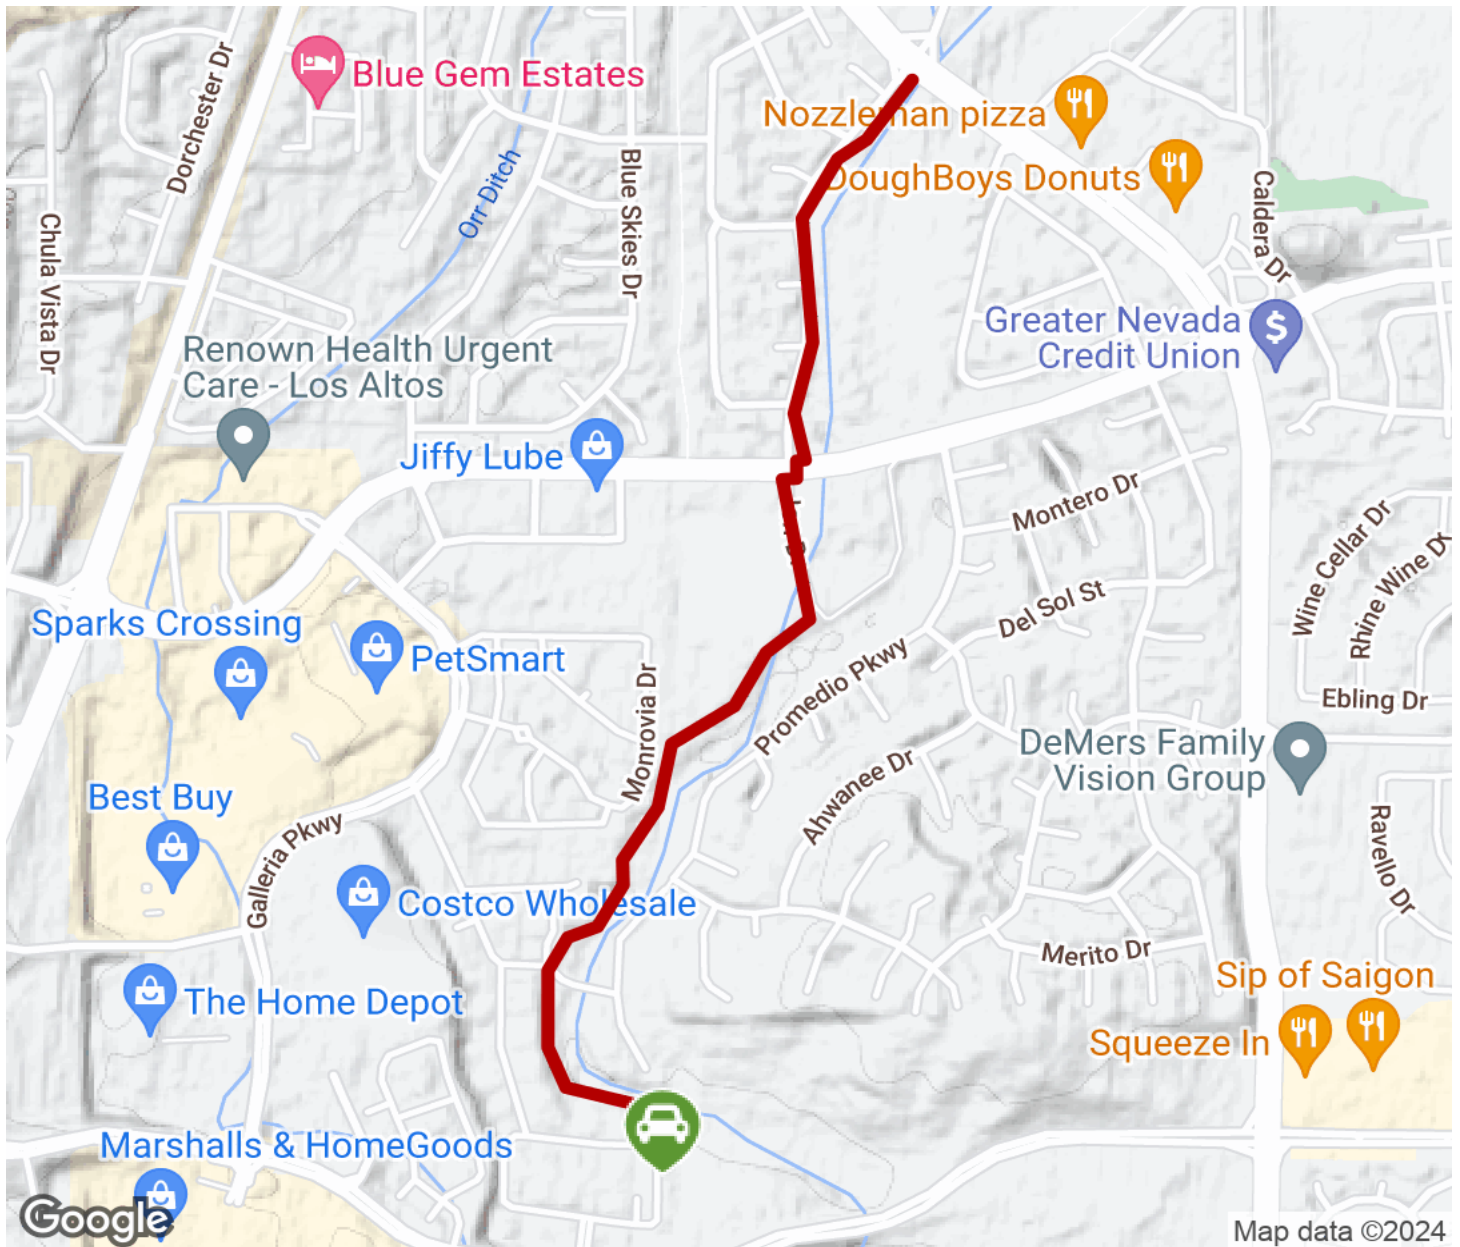 Blue Gem Estates
Dorchester Dr
Nozzleman pizza
DoughBoys Donuts
Orr Ditch
Blue Skies Dr
Caldera Dr
Chula Vista Dr
Greater Nevada
Credit Union
Renown Health Urgent
Care - Los Altos
Jiffy Lube
Montero Dr
Wine Cellar Dr
Rhine Wine Dr
Sparks Crossing
PetSmart
Del Sol St
Monrovia Dr
Promedio Pkwy
Ebling Dr
DeMers Family
Vision Group
Best Buy
Ahwanee Dr
Galleria Pkwy
Ravello Dr
Costco Wholesale
Merito Dr
Sip of Saigon
The Home Depot
Squeeze In
Marshalls & HomeGoods
Google
Map data ©2024